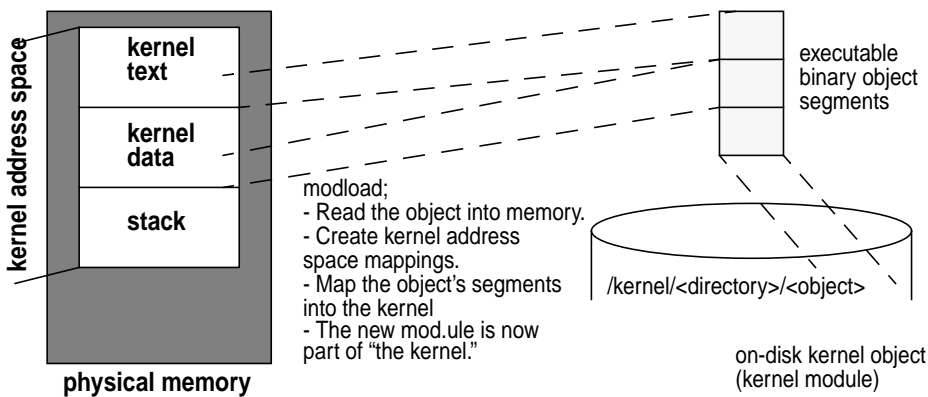 kernel address space
kernel
text
kernel
data
stack
physical memory
modload;
- Read the object into memory.
- Create kernel address
space mappings.
- Map the object's segments
into the kernel
- The new mod.ule is now
part of “the kernel.”
executable
binary object
segments
/kernel/<directory>/<object>
on-disk kernel object
(kernel module)